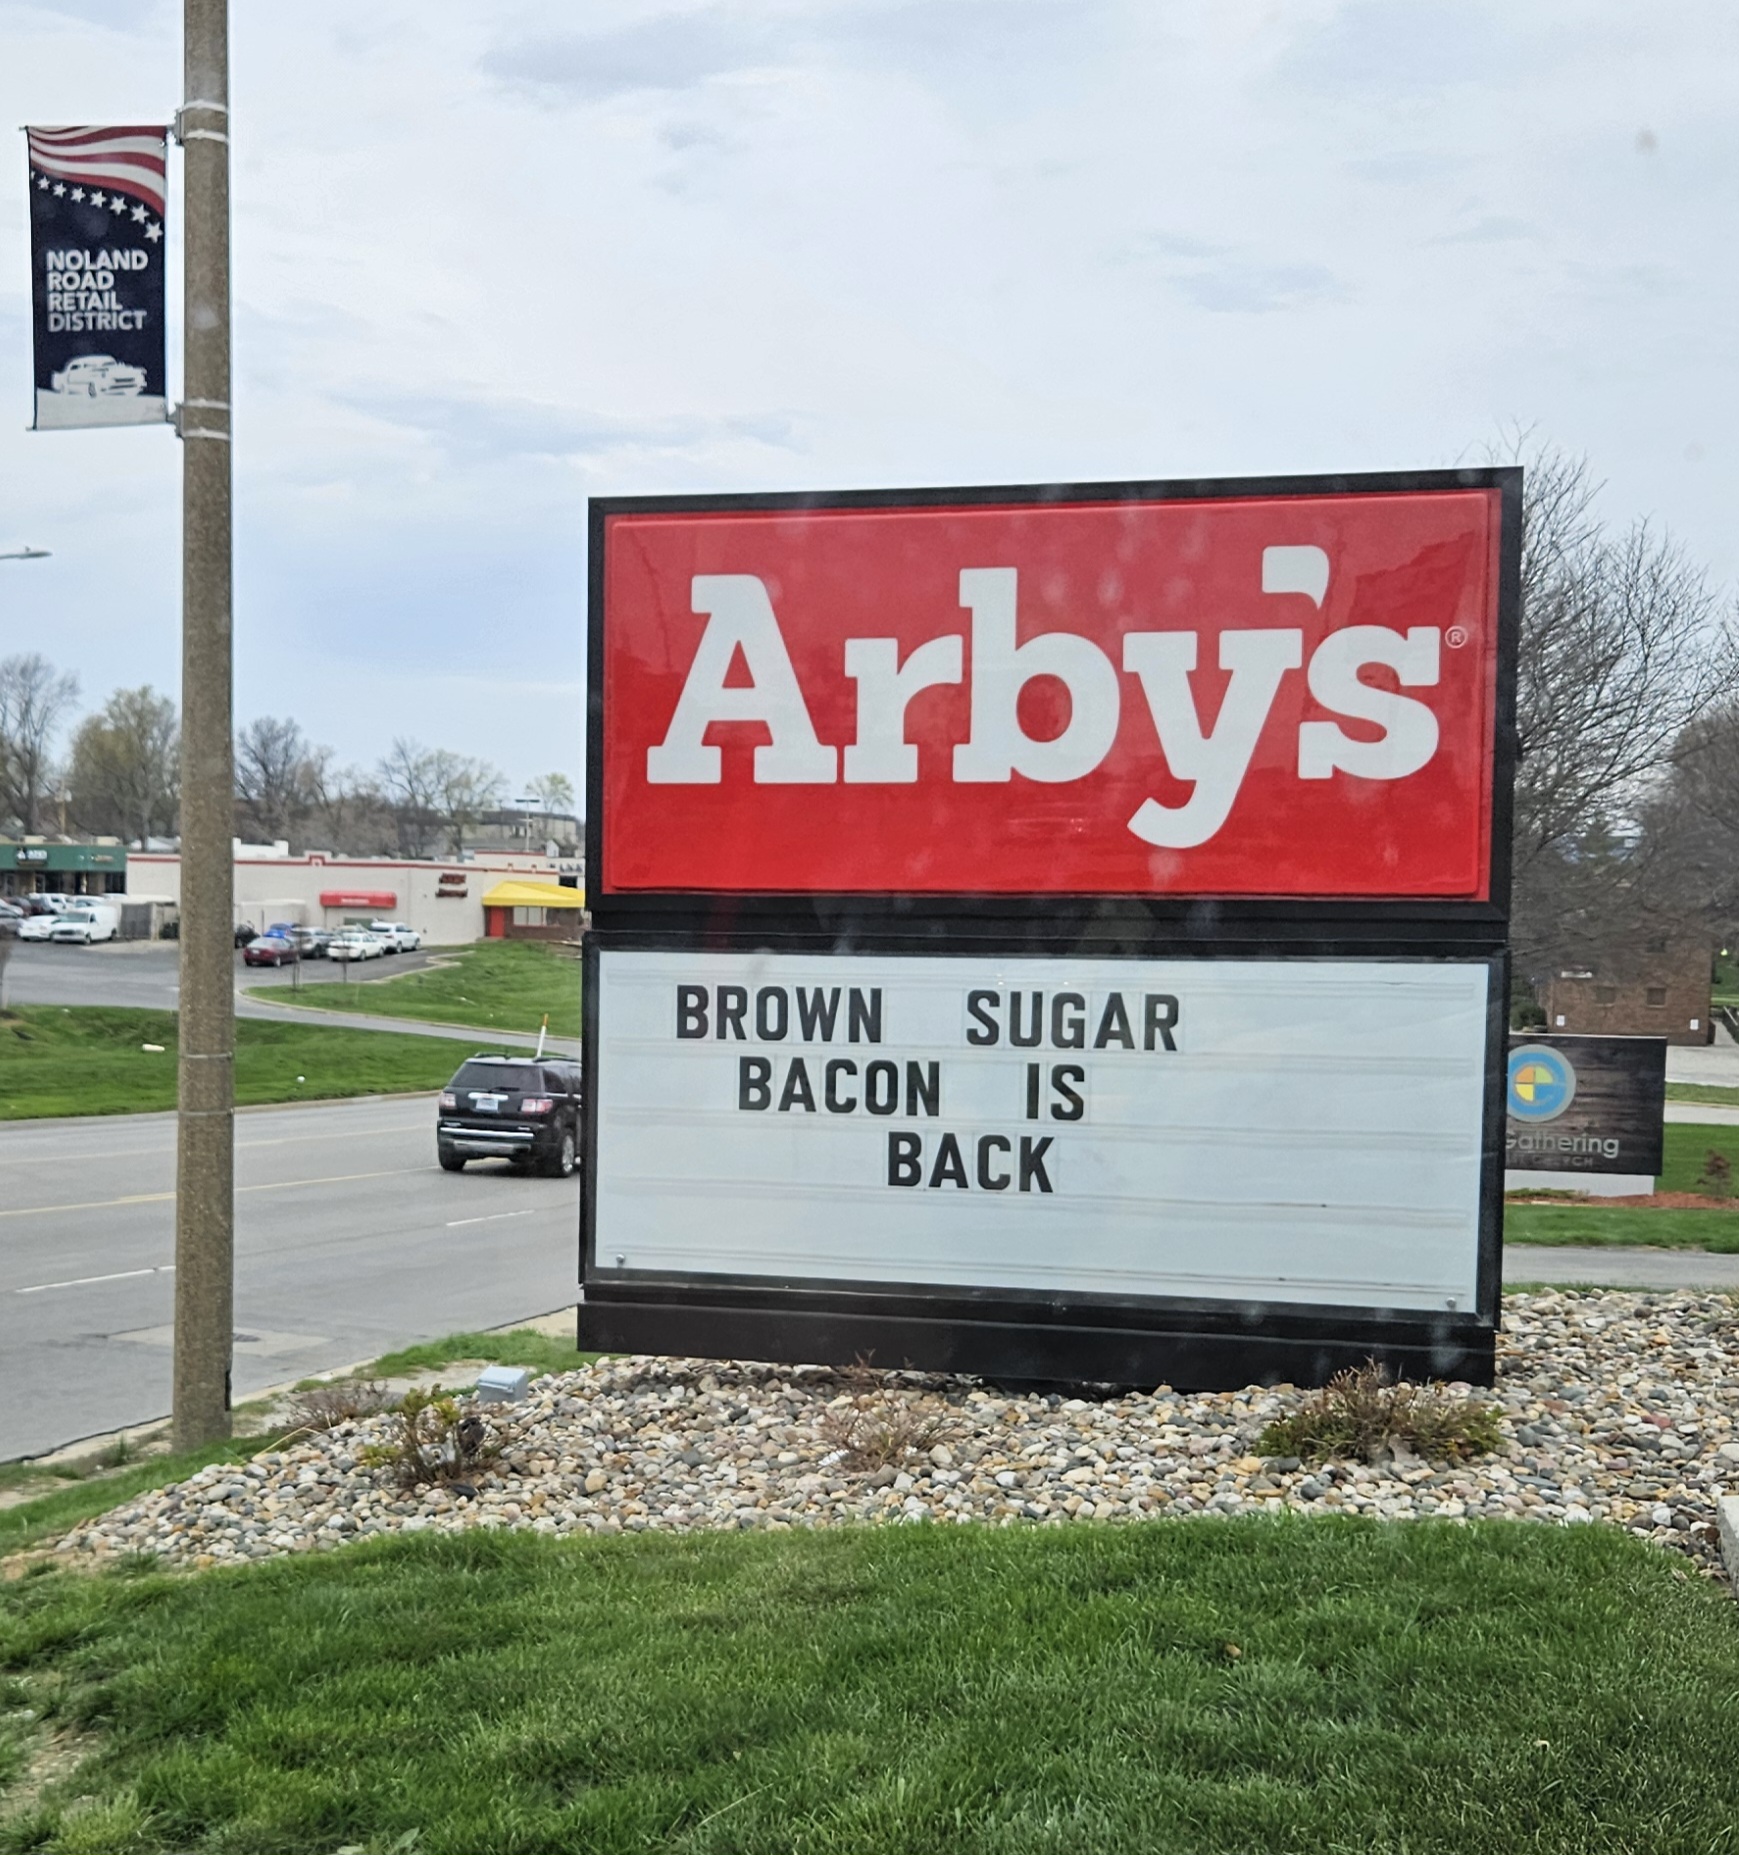 NOLAND
ROAD
RETAIL
DISTRICT
Arby's®
BROWN SUGAR
BACON IS
BACK
Gathering